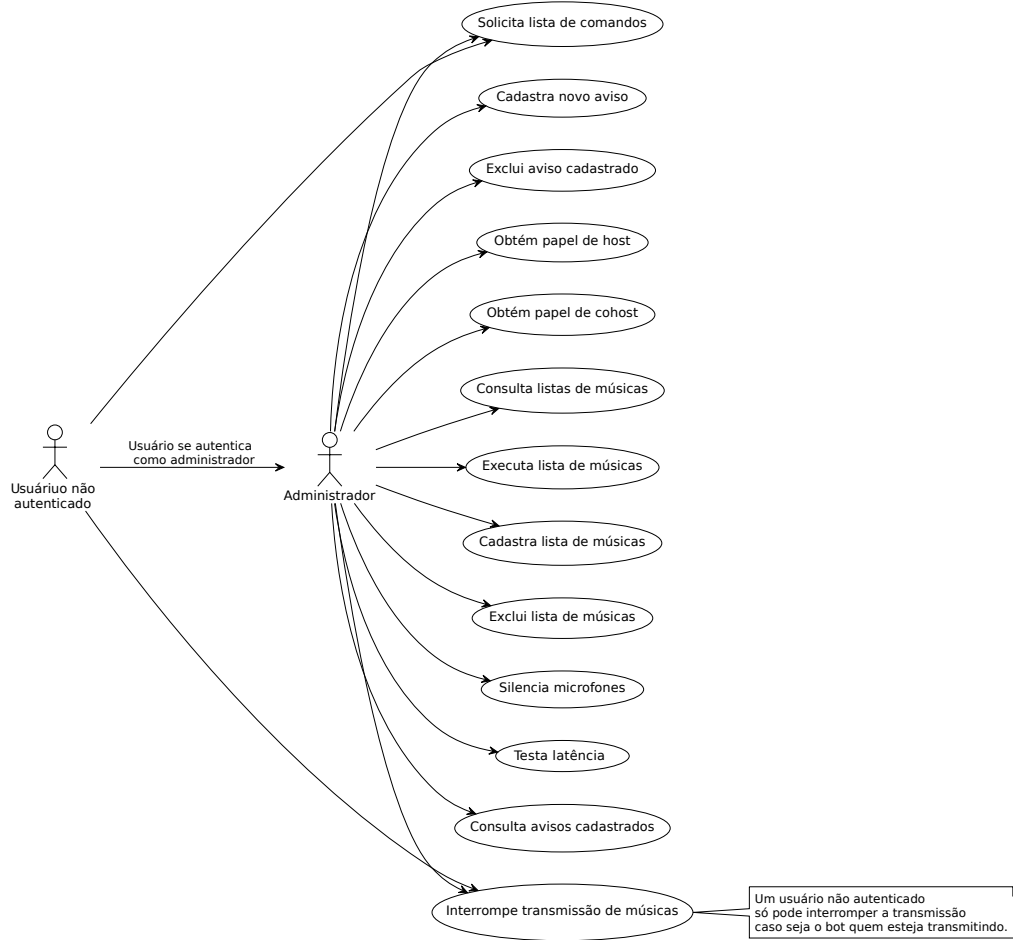 Solicita lista de comandos
Cadastra novo aviso
Exclui aviso cadastrado
Obtém papel de host
Obtém papel de cohost
Consulta listas de músicas
Usuário se autentica
como administrador
Executa lista de músicas
Usuáriuo não
autenticado
Administrador
Cadastra lista de músicas
Exclui lista de músicas
Silencia microfones
Testa latência
Consulta avisos cadastrados
Interrompe transmissão de músicas
Um usuário não autenticado
só pode interromper a transmissão
caso seja o bot quem esteja transmitindo.